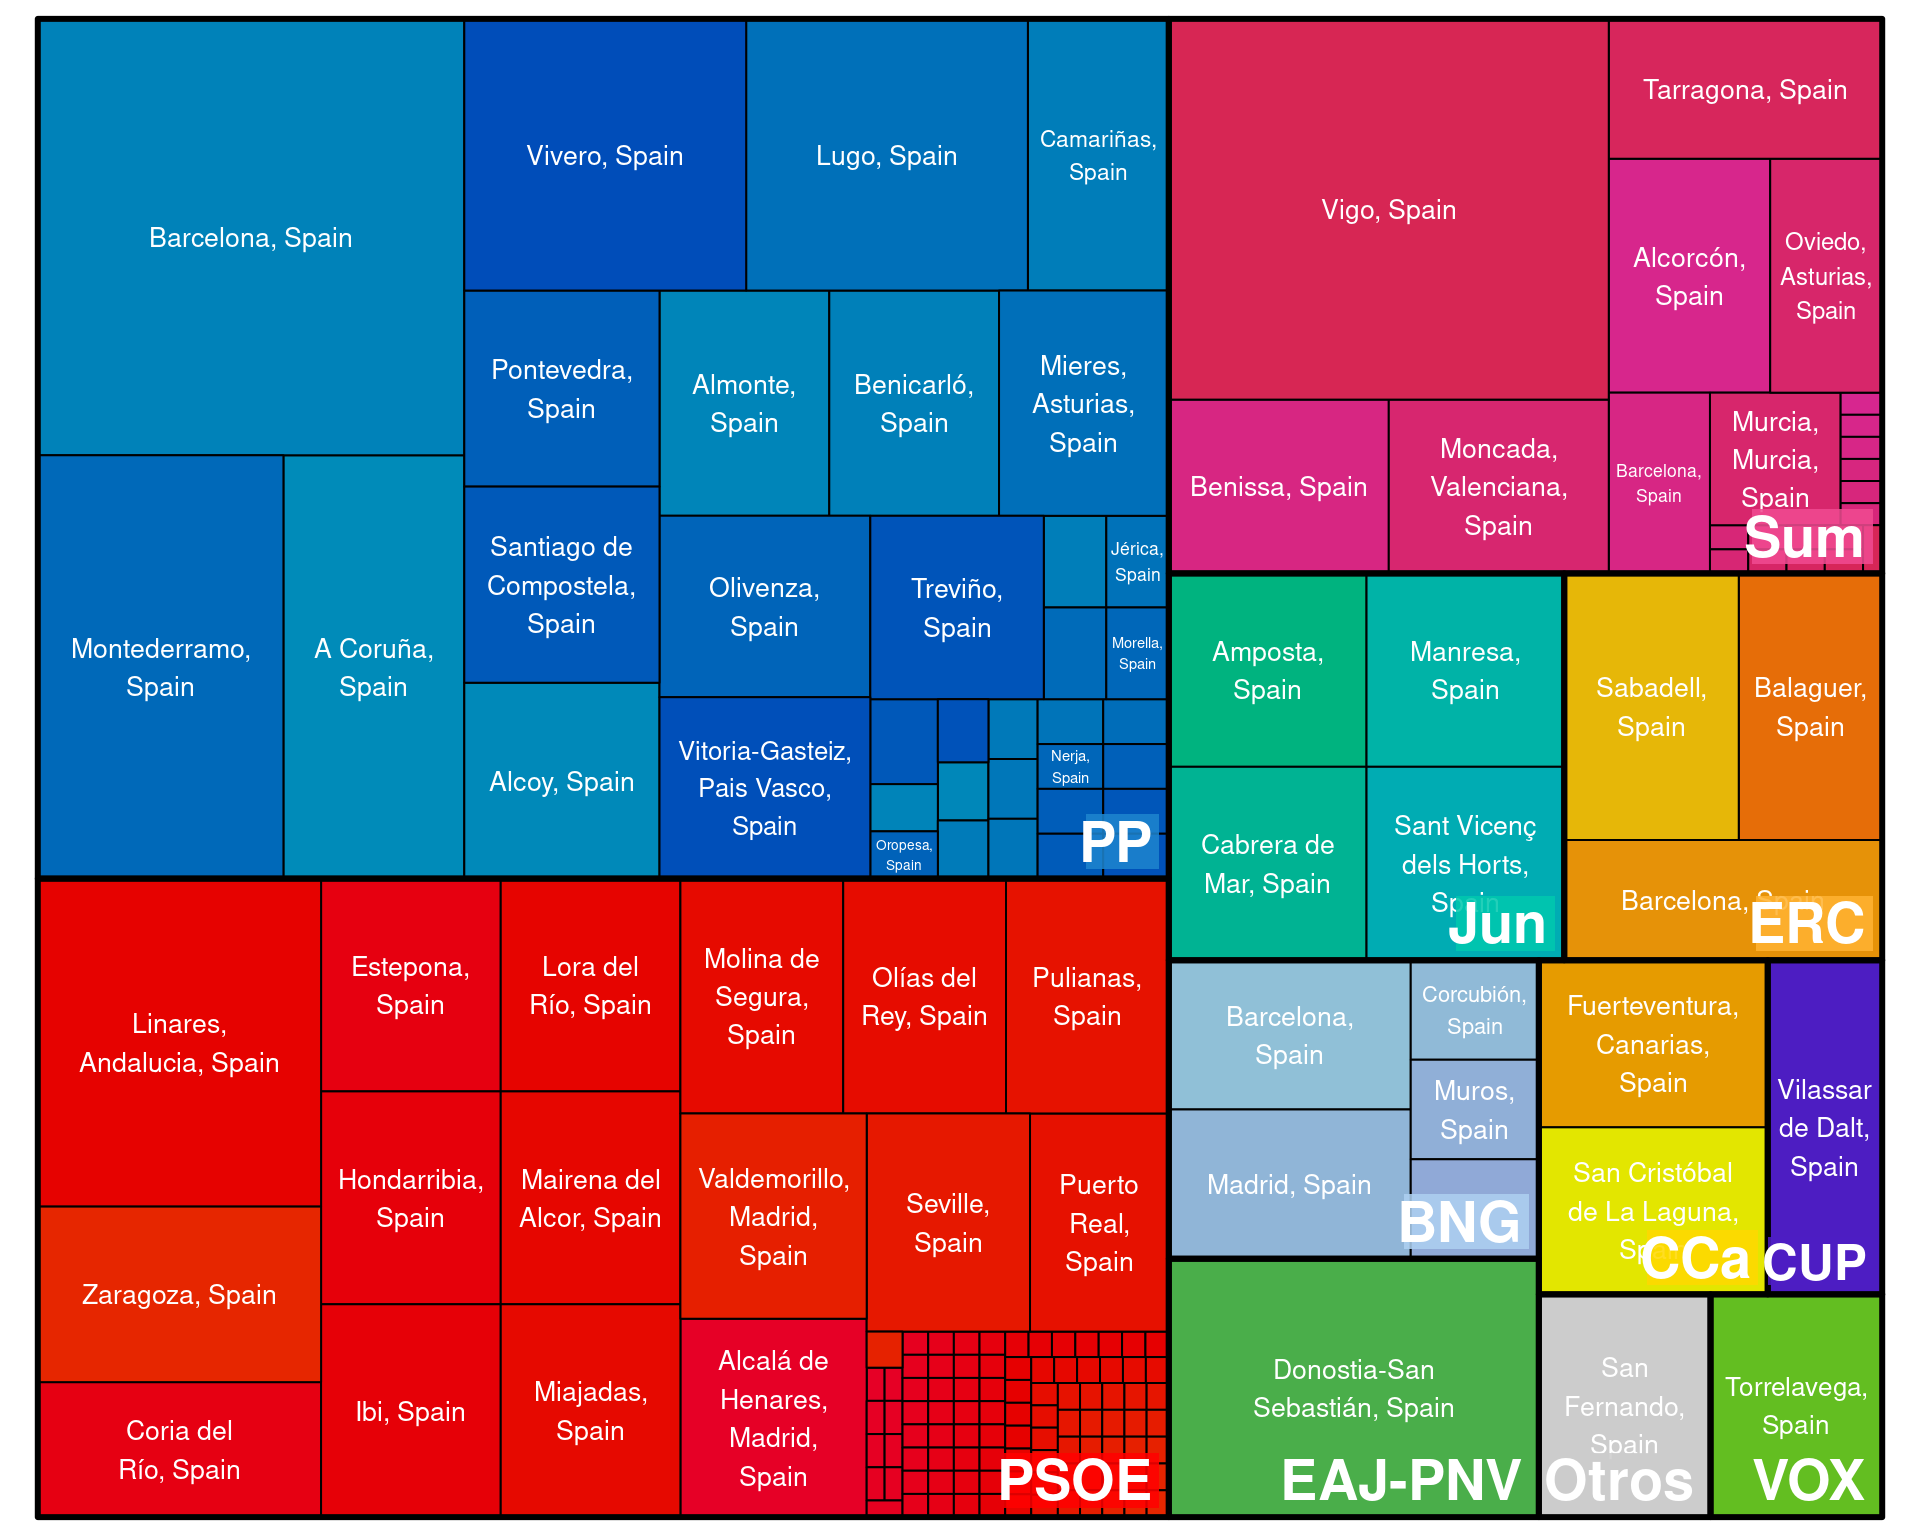 Barcelona, Spain
Vivero, Spain
Lugo, Spain
Camariñas,
Spain
Pontevedra,
Spain
Almonte,
Spain
Benicarló,
Spain
Mieres,
Asturias,
Spain
Montederramo,
Spain
A Coruña,
Spain
Santiago de
Compostela,
Spain
Olivenza,
Spain
Treviño,
Spain
Jérica,
Spain
Morella,
Spain
Alcoy, Spain
Vitoria-Gasteiz,
Pais Vasco,
Spain
Nerja,
Spain
Oropesa,
Spain
PP
Linares,
Andalucia, Spain
Zaragoza, Spain
Coria del
Río, Spain
Estepona,
Spain
Lora del
Río, Spain
Hondarribia,
Spain
Mairena del
Alcor, Spain
Ibi, Spain
Miajadas,
Spain
Molina de
Segura,
Spain
Olías del
Rey, Spain
Pulianas,
Spain
Valdemorillo,
Madrid,
Spain
Seville,
Spain
Puerto
Real,
Spain
Alcalá de
Henares,
Madrid,
Spain
PSOE
Vigo, Spain
Tarragona, Spain
Alcorcón,
Spain
Oviedo,
Asturias,
Spain
Benissa, Spain
Moncada,
Valenciana,
Spain
Barcelona,
Spain
Murcia,
Murcia,
Spain
Sum
Amposta,
Spain
Manresa,
Spain
Cabrera de
Mar, Spain
Sant Vicenç
dels Horts,
Spain
Jun
Sabadell,
Spain
Balaguer,
Spain
Barcelona, Spain
ERC
Barcelona,
Spain
Corcubión,
Spain
Muros,
Spain
Madrid, Spain
BNG
Fuerteventura,
Canarias,
Spain
San Cristóbal
de La Laguna,
Spain
CCa
Vilassar
de Dalt,
Spain
CUP
Donostia-San
Sebastián, Spain
EAJ-PNV
San
Fernando,
Spain
Otros
Torrelavega,
Spain
VOX